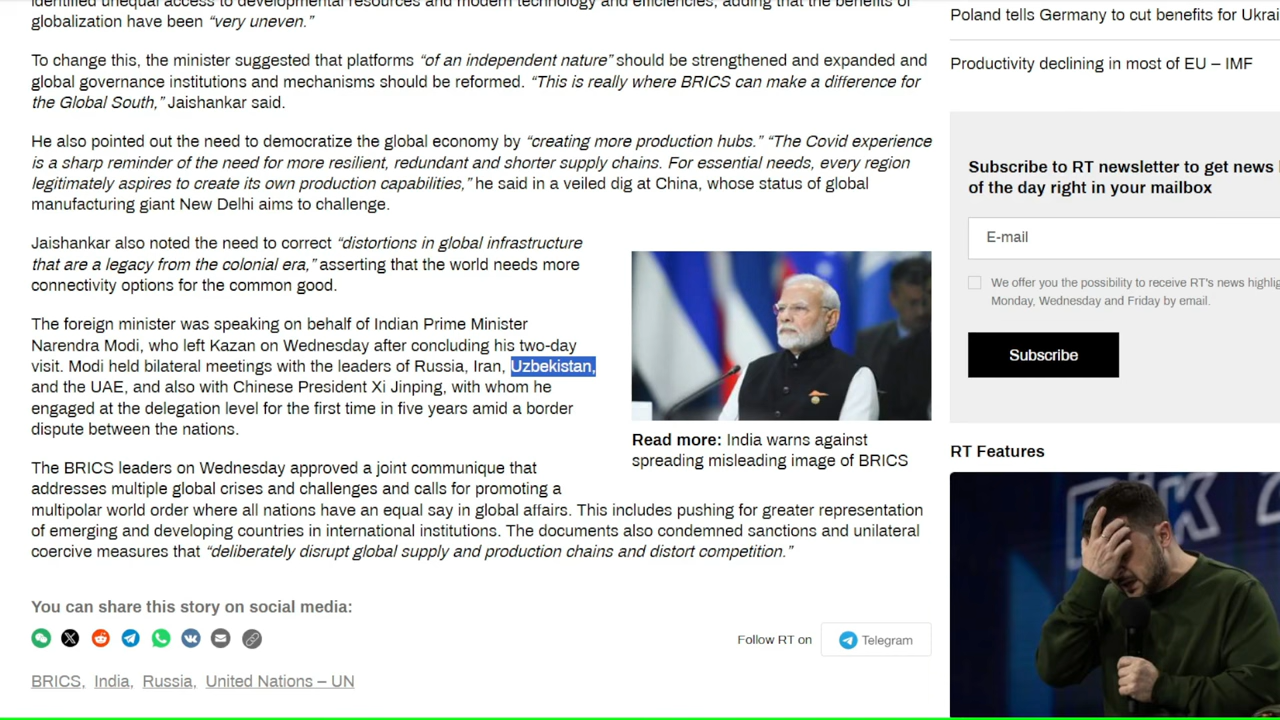 identified unequal access to developmental resources and modern technology and efficiencies, adding that the benefits of
globalization have been “very uneven.”
To change this, the minister suggested that platforms “of an independent nature” should be strengthened and expanded and
global governance institutions and mechanisms should be reformed. “This is really where BRICS can make a difference for
the Global South,” Jaishankar said.
He also pointed out the need to democratize the global economy by “creating more production hubs.” “The Covid experience
is a sharp reminder of the need for more resilient, redundant and shorter supply chains. For essential needs, every region
legitimately aspires to create its own production capabilities,” he said in a veiled dig at China, whose status of global
manufacturing giant New Delhi aims to challenge.
Jaishankar also noted the need to correct “distortions in global infrastructure
that are a legacy from the colonial era,” asserting that the world needs more
connectivity options for the common good.
The foreign minister was speaking on behalf of Indian Prime Minister
Narendra Modi, who left Kazan on Wednesday after concluding his two-day
visit. Modi held bilateral meetings with the leaders of Russia, Iran, Uzbekistan,
and the UAE, and also with Chinese President Xi Jinping, with whom he
engaged at the delegation level for the first time in five years amid a border
dispute between the nations.
Read more: India warns against
spreading misleading image of BRICS
The BRICS leaders on Wednesday approved a joint communique that
addresses multiple global crises and challenges and calls for promoting a
multipolar world order where all nations have an equal say in global affairs. This includes pushing for greater representation
of emerging and developing countries in international institutions. The documents also condemned sanctions and unilateral
coercive measures that “deliberately disrupt global supply and production chains and distort competition.”
You can share this story on social media:
Follow RT on
Telegram
BRICS, India, Russia, United Nations – UN
Poland tells Germany to cut benefits for Ukrai
Productivity declining in most of EU – IMF
Subscribe to RT newsletter to get news
of the day right in your mailbox
E-mail
We offer you the possibility to receive RT's news highlig
Monday, Wednesday and Friday by email.
Subscribe
RT Features